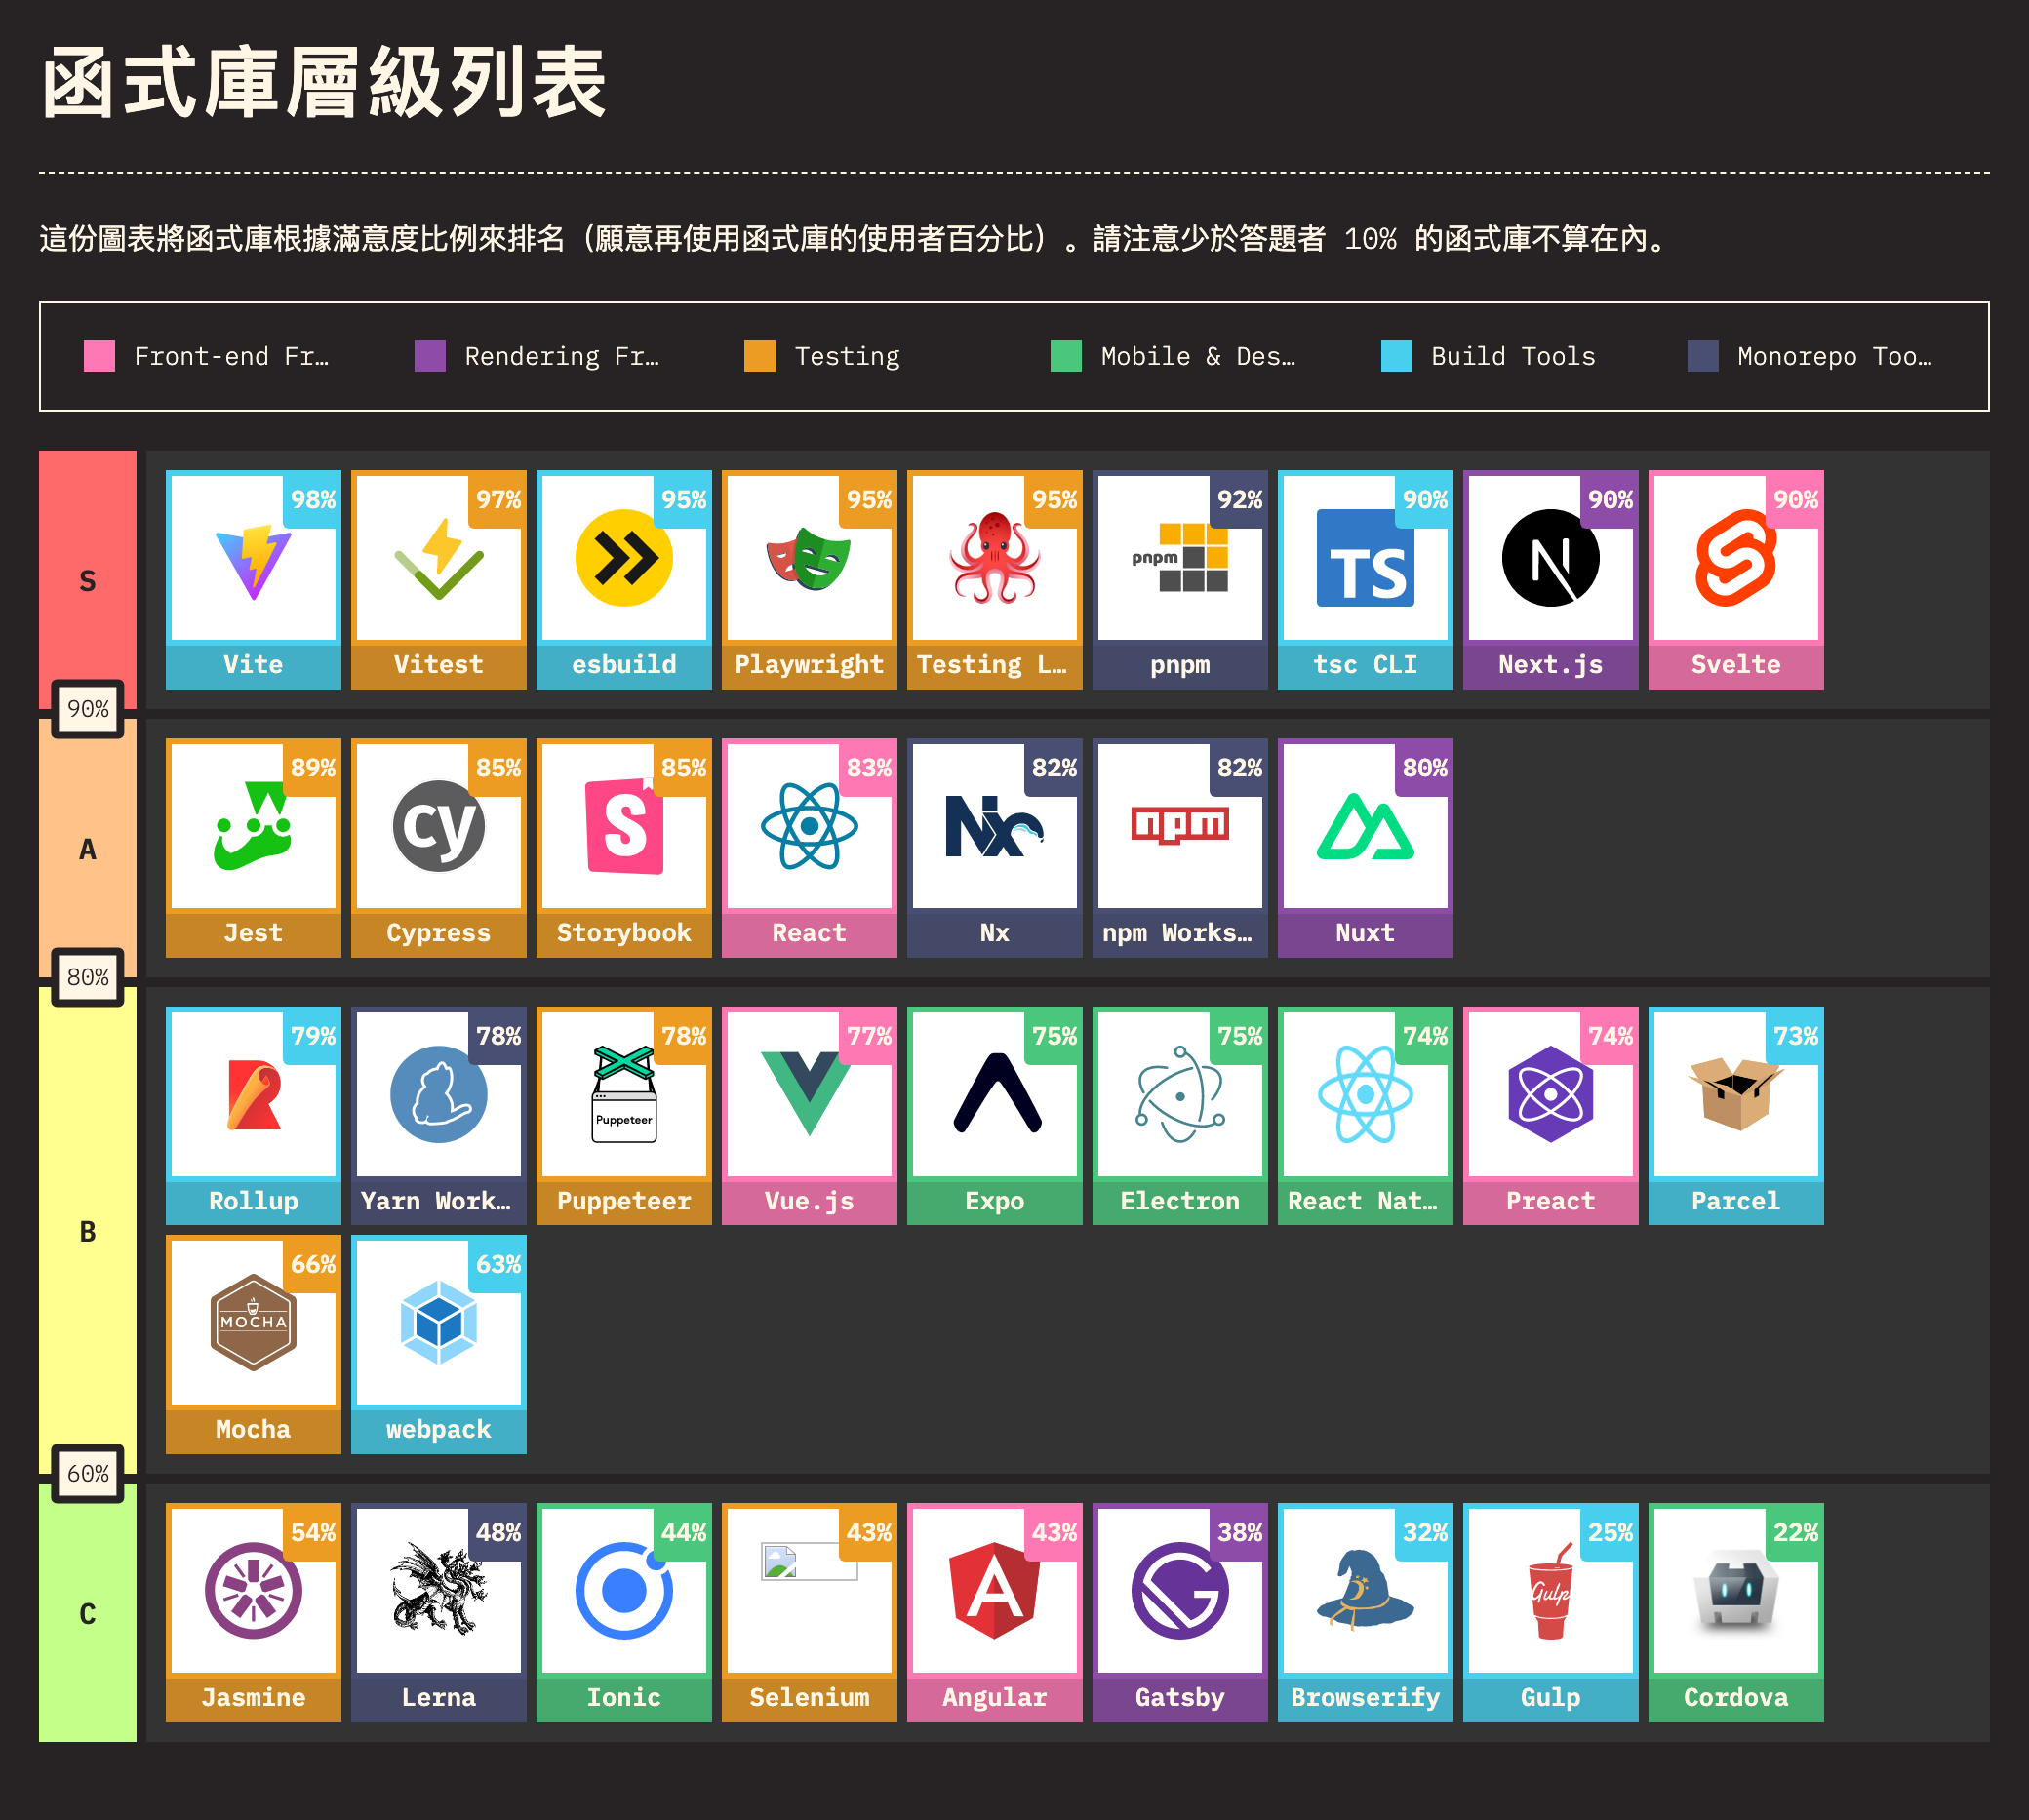 函式庫層級列表
這份圖表將函式庫根據滿意度比例來排名（願意再使用函式庫的使用者百分比）。請注意少於答題者 10% 的函式庫不算在內。
Front-end Fr… Rendering Fr… Testing Mobile & Des… Build Tools Monorepo Too…
S
98% 97% 95% 95% 95% 92% 90% 90% 90%
pnpm TS N
Vite Vitest esbuild Playwright Testing L… pnpm tsc CLI Next.js Svelte
90%
A
89% 85% 85% 83% 82% 82% 80%
cy S Nx npm
Jest Cypress Storybook React Nx npm Works… Nuxt
80%
B
79% 78% 78% 77% 75% 75% 74% 74% 73%
Puppeteer
Rollup Yarn Work… Puppeteer Vue.js Expo Electron React Nat… Preact Parcel
66% 63%
MOCHA
Mocha webpack
60%
C
54% 48% 44% 43% 43% 38% 32% 25% 22%
A Gulp
Jasmine Lerna Ionic Selenium Angular Gatsby Browserify Gulp Cordova